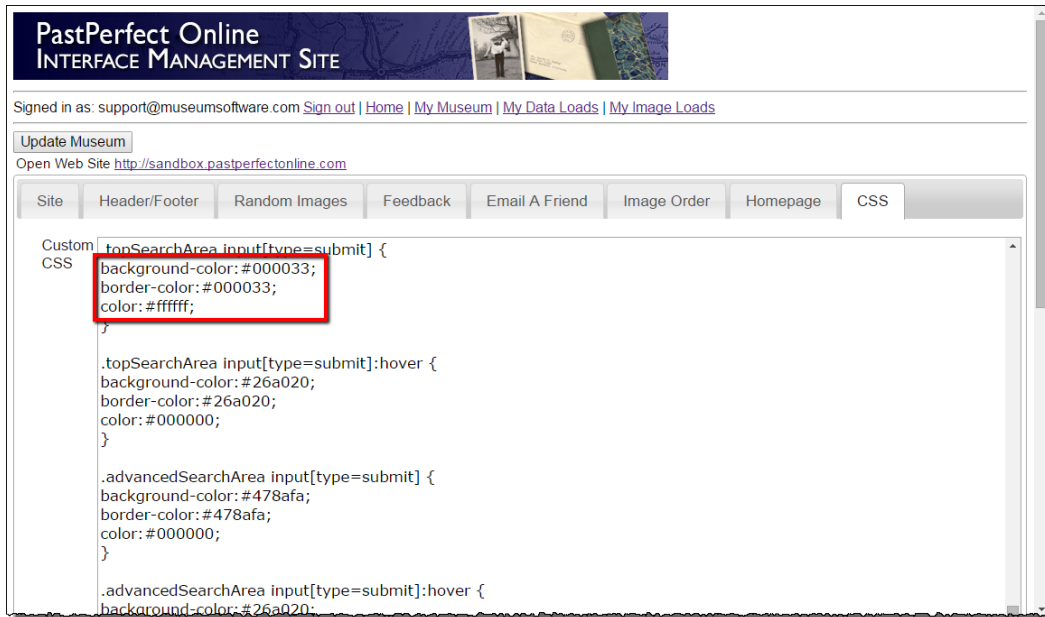 PastPerfect Online
INTERFACE MANAGEMENT SITE
Signed in as: support@museumsoftware.com Sign out | Home | My Museum | My Data Loads | My Image Loads
Update Museum
Open Web Site http://sandbox.pastperfectonline.com
Site Header/Footer Random Images Feedback Email A Friend Image Order Homepage CSS
Custom CSS
.topSearchArea input[type=submit] {
background-color:#000033;
border-color:#000033;
color:#ffffff;
}
.topSearchArea input[type=submit]:hover {
background-color:#26a020;
border-color:#26a020;
color:#000000;
}
.advancedSearchArea input[type=submit] {
background-color:#478afa;
border-color:#478afa;
color:#000000;
}
.advancedSearchArea input[type=submit]:hover {
background-color:#26a020;